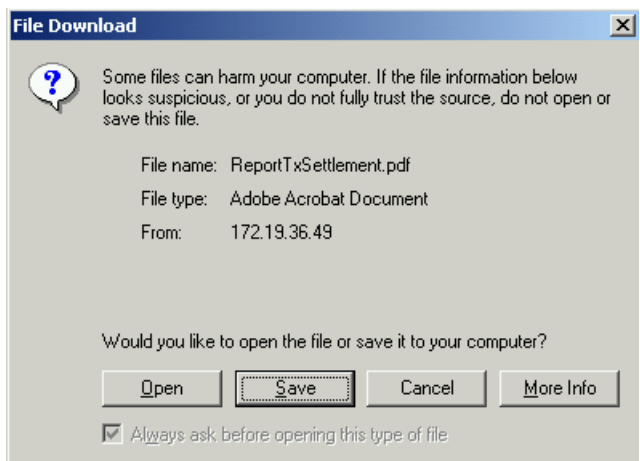 File Download
Some files can harm your computer. If the file information below
looks suspicious, or you do not fully trust the source, do not open or
save this file.
File name: ReportTxSettlement.pdf
File type: Adobe Acrobat Document
From: 172.19.36.49
Would you like to open the file or save it to your computer?
Open Save Cancel More Info
Always ask before opening this type of file